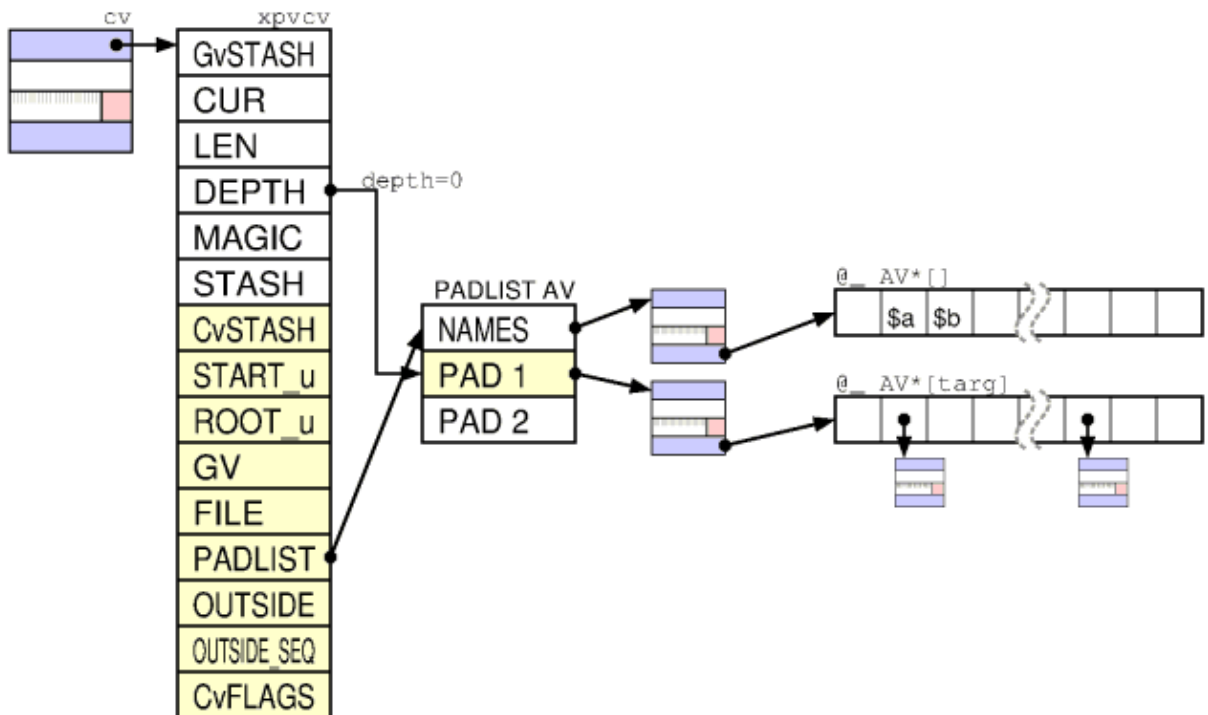 cv
xpvcv
GvSTASH
CUR
LEN
DEPTH
depth=0
MAGIC
STASH
CvSTASH
START_u
ROOT_u
GV
FILE
PADLIST
OUTSIDE
OUTSIDE_SEQ
CvFLAGS
PADLIST AV
NAMES
PAD 1
PAD 2
@_ AV*[]
$a $b
@_ AV*[targ]